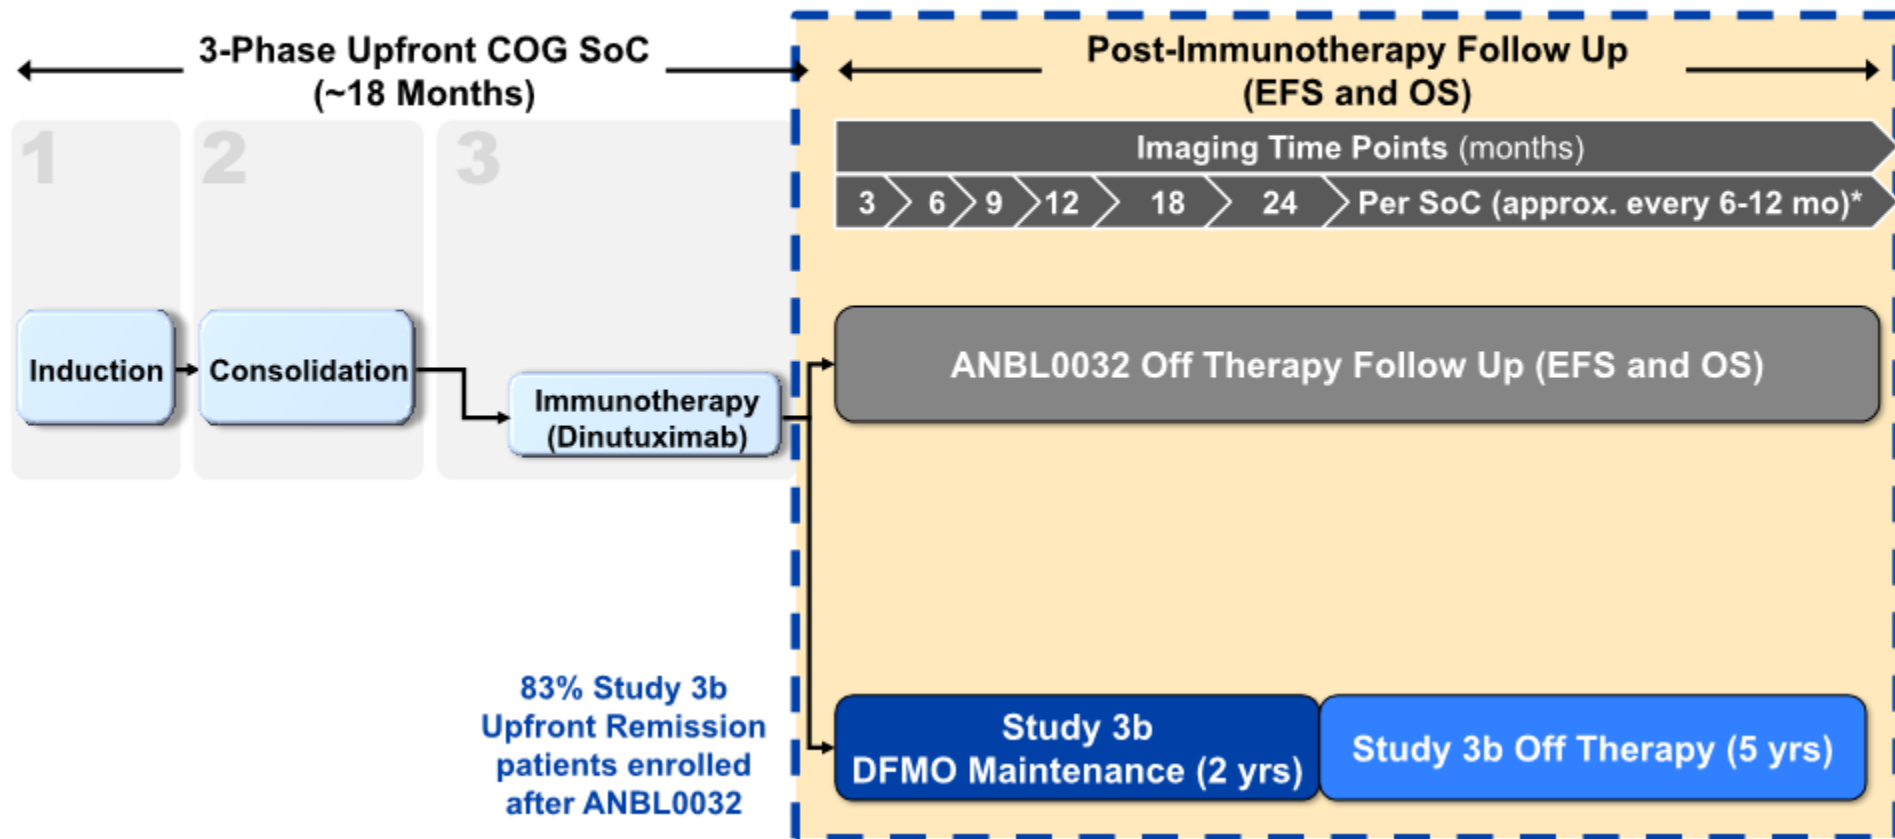 3-Phase Upfront COG SoC
(~18 Months)
Post-Immunotherapy Follow Up
(EFS and OS)
1
2
3
Imaging Time Points (months)
3 6 9 12 18 24 Per SoC (approx. every 6-12 mo)*
Induction
Consolidation
Immunotherapy
(Dinutuximab)
ANBL0032 Off Therapy Follow Up (EFS and OS)
83% Study 3b
Upfront Remission
patients enrolled
after ANBL0032
Study 3b
DFMO Maintenance (2 yrs)
Study 3b Off Therapy (5 yrs)